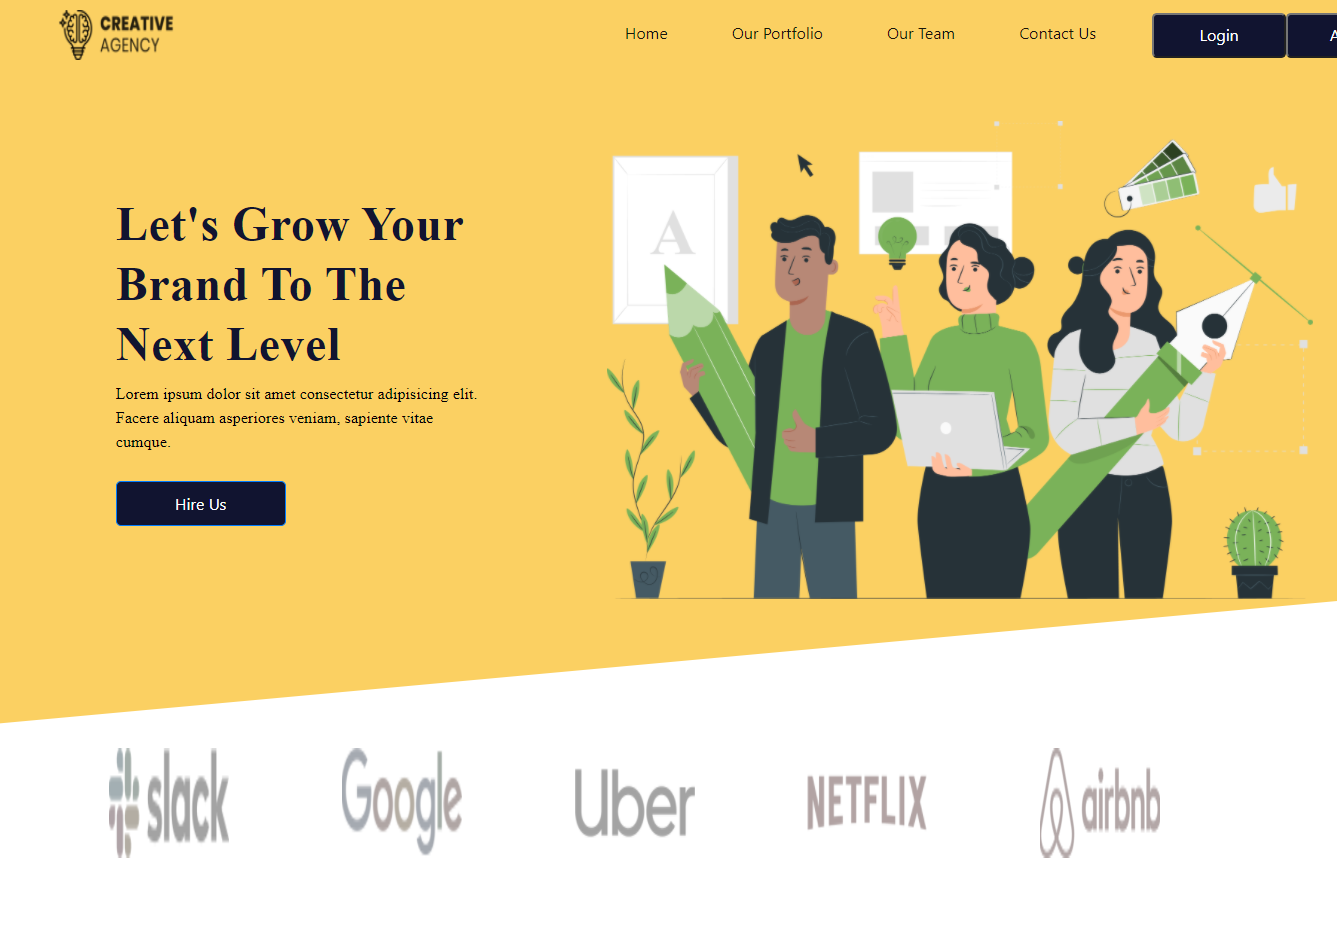 CREATIVE
AGENCY
Home Our Portfolio Our Team Contact Us Login
A
Let's Grow Your
Brand To The
Next Level
Lorem ipsum dolor sit amet consectetur adipisicing elit.
Facere aliquam asperiores veniam, sapiente vitae
cumque.
Hire Us
slack Google Uber NETFLIX airbnb